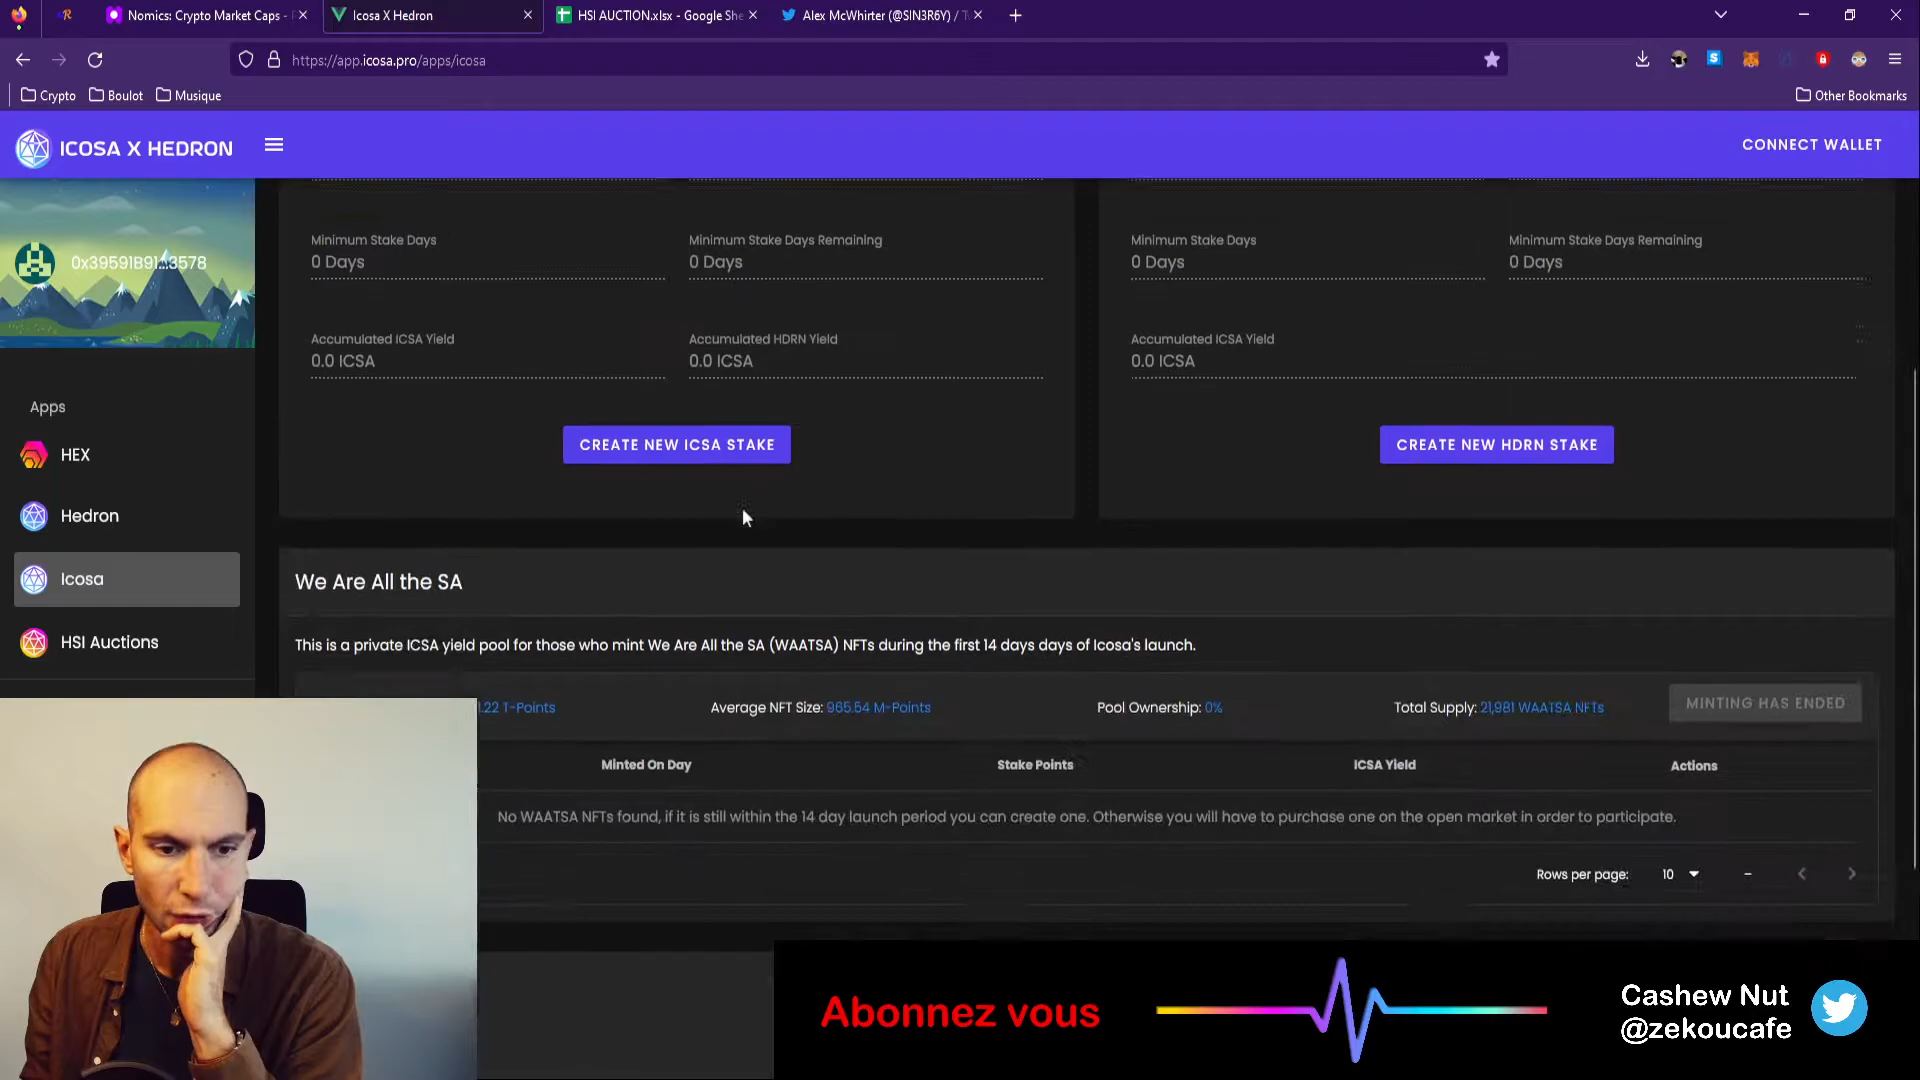 Nomics: Crypto Market Caps -
Icosa X Hedron
HSI AUCTION.xlsx - Google She
Alex McWhirter (@SIN3R6Y) /
https://app.icosa.pro/apps/icosa
Crypto
Boulot
Musique
Other Bookmarks
ICOSA X HEDRON
CONNECT WALLET
0x39591B91...3578
Apps
HEX
Hedron
Icosa
HSI Auctions
Minimum Stake Days
0 Days
Minimum Stake Days Remaining
0 Days
Accumulated ICSA Yield
0.0 ICSA
Accumulated HDRN Yield
0.0 ICSA
CREATE NEW ICSA STAKE
Minimum Stake Days
0 Days
Minimum Stake Days Remaining
0 Days
Accumulated ICSA Yield
0.0 ICSA
CREATE NEW HDRN STAKE
We Are All the SA
This is a private ICSA yield pool for those who mint We Are All the SA (WAATSA) NFTs during the first 14 days days of Icosa's launch.
1.22 T-Points
Average NFT Size: 965.54 M-Points
Pool Ownership: 0%
Total Supply: 21,981 WAATSA NFTs
MINTING HAS ENDED
Minted On Day
Stake Points
ICSA Yield
Actions
No WAATSA NFTs found, if it is still within the 14 day launch period you can create one. Otherwise you will have to purchase one on the open market in order to participate.
Rows per page:
10
–
Abonnez vous
Cashew Nut
@zekoucafe